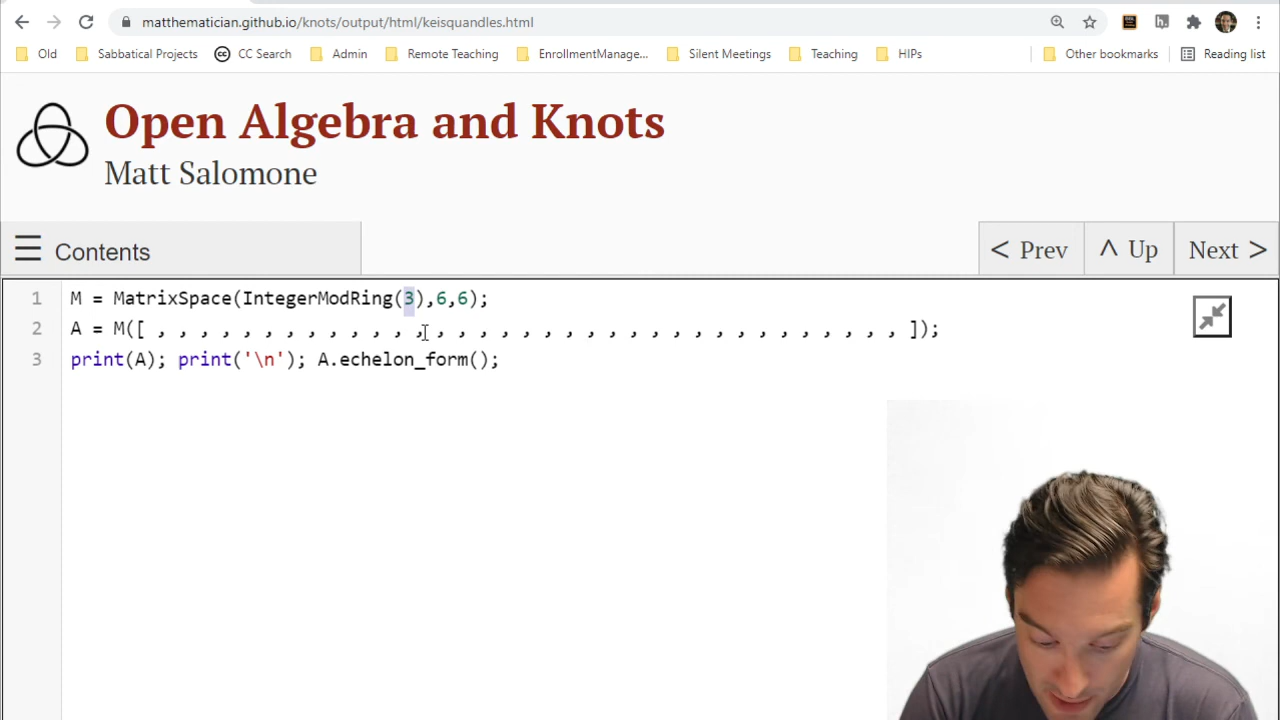 matthematician.github.io/knots/output/html/keisquandles.html
Old Sabbatical Projects CC Search Admin Remote Teaching EnrollmentManage... Silent Meetings Teaching HIPs Other bookmarks Reading list
Open Algebra and Knots
Matt Salomone
Contents < Prev ^ Up Next >
1 M = MatrixSpace(IntegerModRing(3),6,6);
2 A = M([ , , , , , , , , , , , , , , , , , , , , , , , , , , , , , , , , , , , ]);
3 print(A); print('\n'); A.echelon_form();